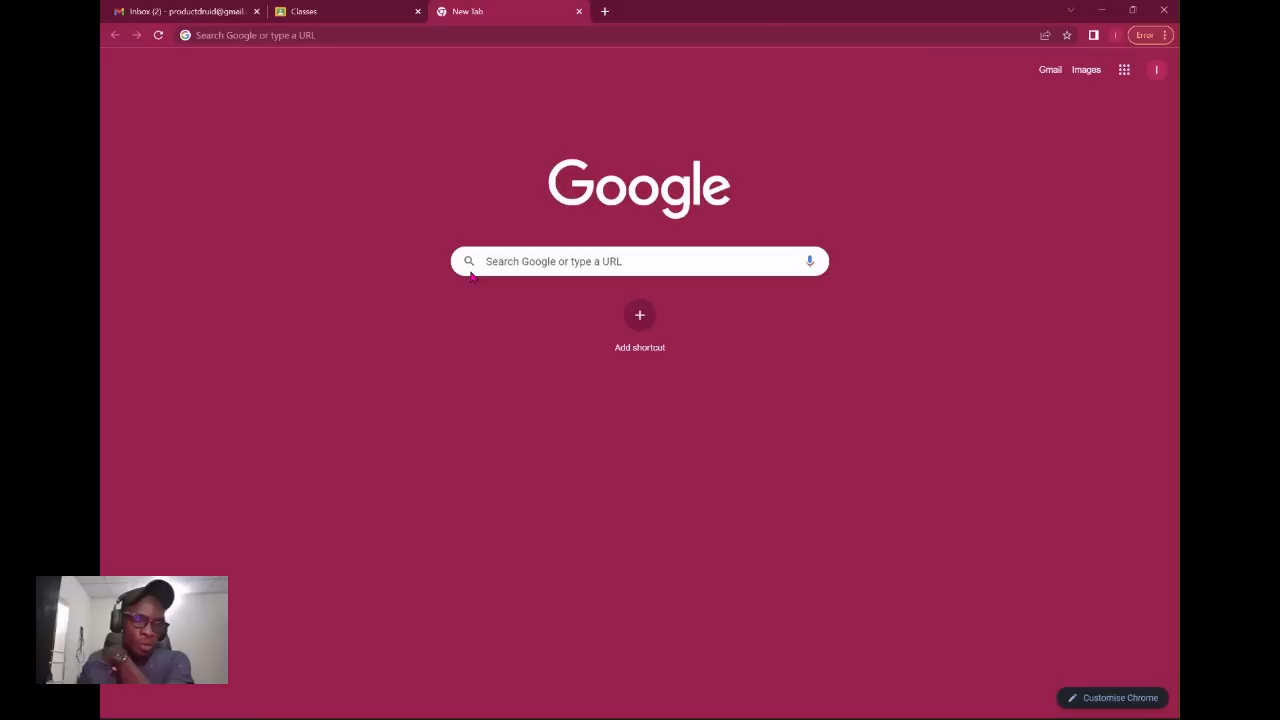 Inbox (2) - productdruid@gmail.
Classes
New Tab
Search Google or type a URL
Error
Gmail
Images
I
Google
Search Google or type a URL
Add shortcut
Customise Chrome